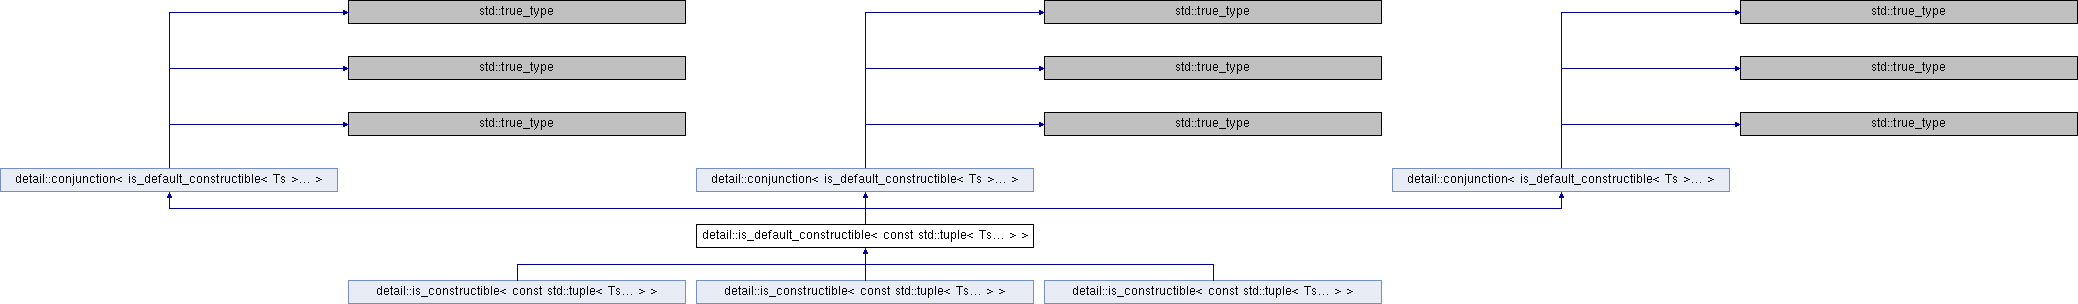 std::true_type std::true_type std::true_type
std::true_type std::true_type std::true_type
std::true_type std::true_type std::true_type
detail::conjunction< is_default_constructible< Ts >... > detail::conjunction< is_default_constructible< Ts >... > detail::conjunction< is_default_constructible< Ts >... >
detail::is_default_constructible< const std::tuple< Ts... > >
detail::is_constructible< const std::tuple< Ts... > > detail::is_constructible< const std::tuple< Ts... > > detail::is_constructible< const std::tuple< Ts... > >